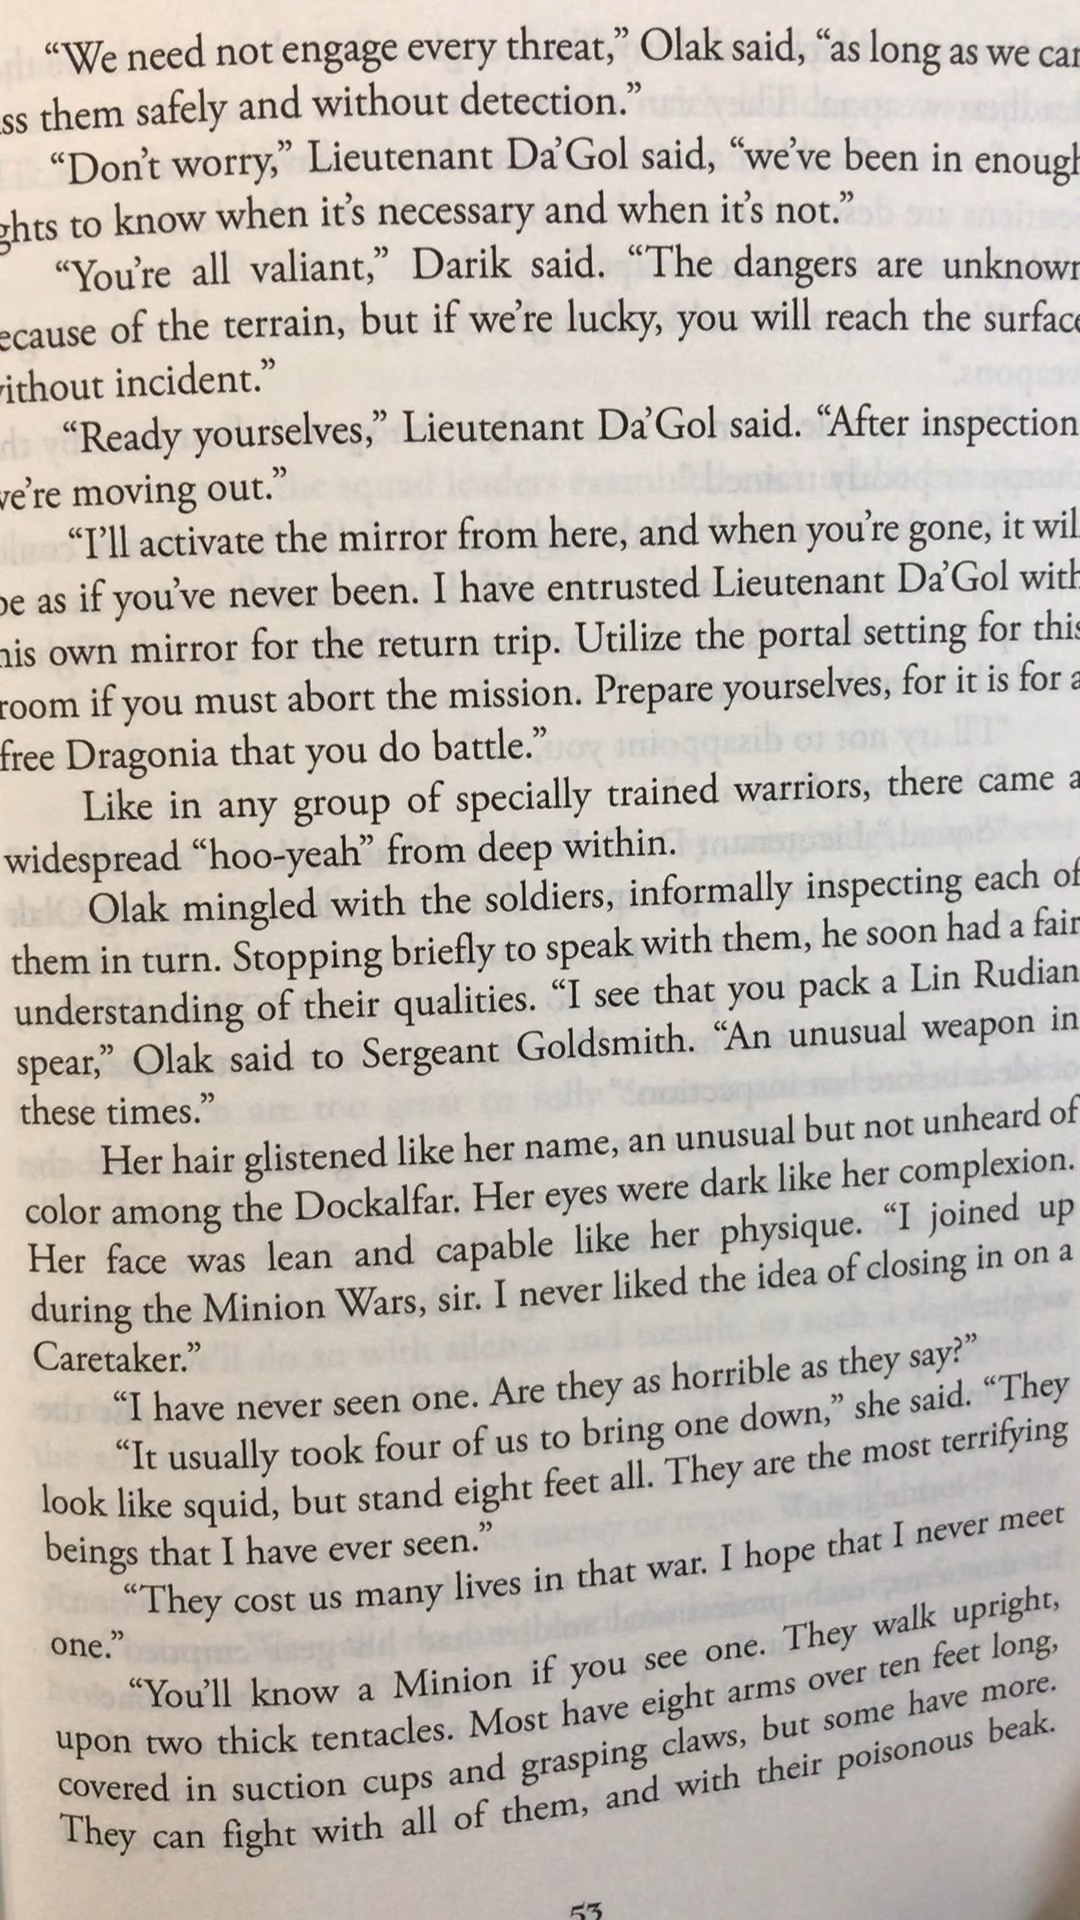 “We need not engage every threat,” Olak said, “as long as we can
ss them safely and without detection.”
“Don’t worry,” Lieutenant Da’Gol said, “we’ve been in enough
ghts to know when it’s necessary and when it’s not.”
“You’re all valiant,” Darik said. “The dangers are unknown
ecause of the terrain, but if we’re lucky, you will reach the surface
without incident.”
“Ready yourselves,” Lieutenant Da’Gol said. “After inspection
we’re moving out.”
“I’ll activate the mirror from here, and when you’re gone, it will
be as if you’ve never been. I have entrusted Lieutenant Da’Gol with
his own mirror for the return trip. Utilize the portal setting for this
room if you must abort the mission. Prepare yourselves, for it is for a
free Dragonia that you do battle.”
Like in any group of specially trained warriors, there came a
widespread “hoo-yeah” from deep within.
Olak mingled with the soldiers, informally inspecting each of
them in turn. Stopping briefly to speak with them, he soon had a fair
understanding of their qualities. “I see that you pack a Lin Rudian
spear,” Olak said to Sergeant Goldsmith. “An unusual weapon in
these times.”
Her hair glistened like her name, an unusual but not unheard of
color among the Dockalfar. Her eyes were dark like her complexion.
Her face was lean and capable like her physique. “I joined up
during the Minion Wars, sir. I never liked the idea of closing in on a
Caretaker.”
“I have never seen one. Are they as horrible as they say?”
“It usually took four of us to bring one down,” she said. “They
look like squid, but stand eight feet all. They are the most terrifying
beings that I have ever seen.”
“They cost us many lives in that war. I hope that I never meet
one.”
“You’ll know a Minion if you see one. They walk upright,
upon two thick tentacles. Most have eight arms over ten feet long,
covered in suction cups and grasping claws, but some have more.
They can fight with all of them, and with their poisonous beak.
53